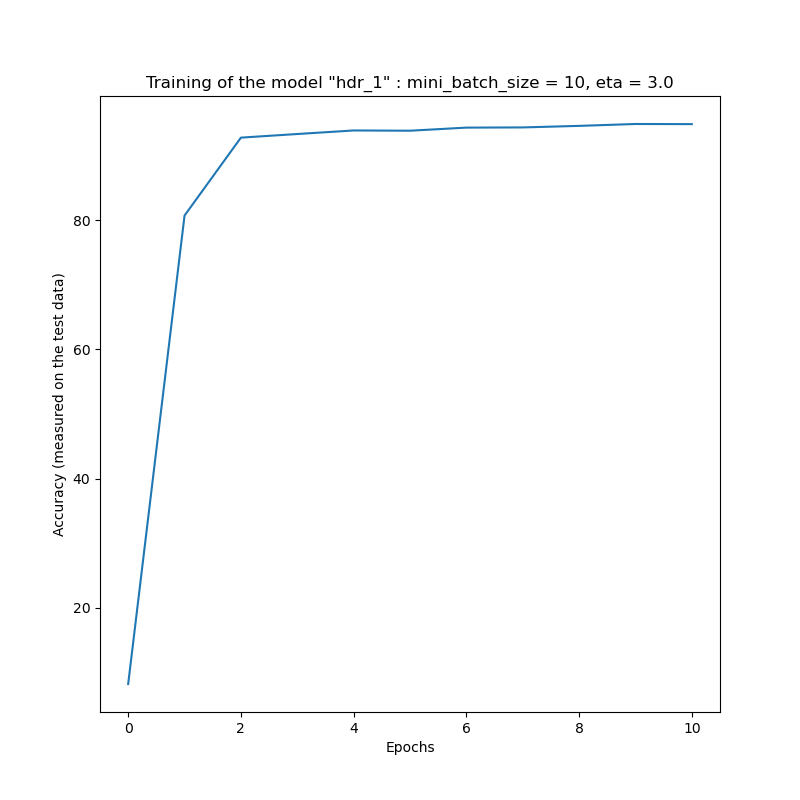 Training of the model "hdr_1" : mini_batch_size = 10, eta = 3.0
80
60
40
20
Accuracy (measured on the test data)
0 2 4 6 8 10
Epochs